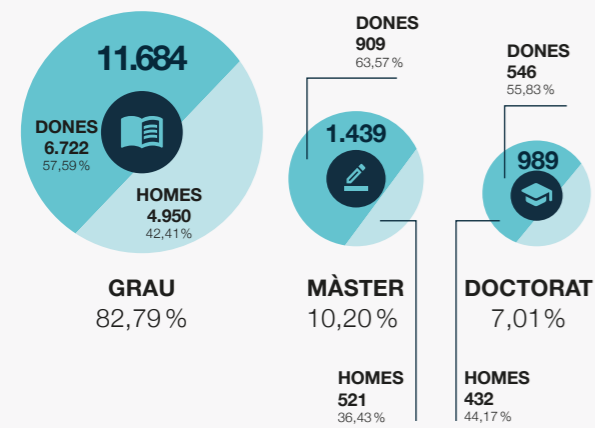 11.684
DONES
6.722
57,59 %
HOMES
4.950
42,41 %
GRAU
82,79 %
DONES
909
63,57 %
1.439
MÀSTER
10,20 %
HOMES
521
36,43 %
DONES
546
55,83 %
989
DOCTORAT
7,01 %
HOMES
432
44,17 %